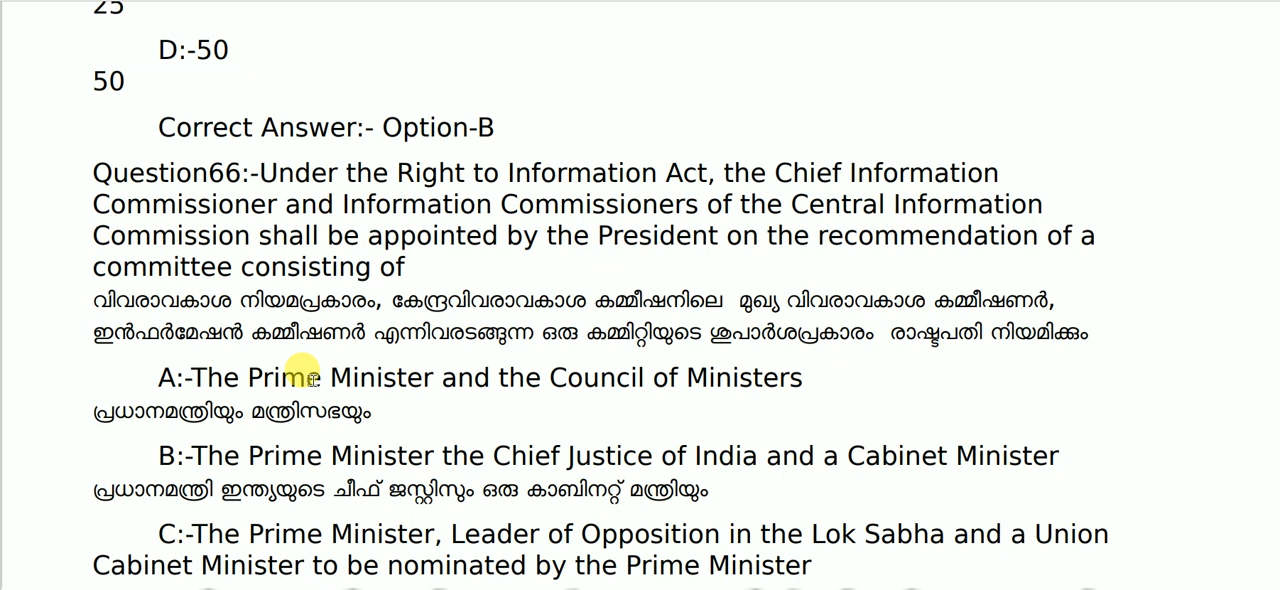 25
D:-50
50
Correct Answer:- Option-B
Question66:-Under the Right to Information Act, the Chief Information
Commissioner and Information Commissioners of the Central Information
Commission shall be appointed by the President on the recommendation of a
committee consisting of
വിവരാവകാശ നിയമപ്രകാരം, കേന്ദ്രവിവരാവകാശ കമ്മീഷനിലെ മുഖ്യ വിവരാവകാശ കമ്മീഷണർ,
ഇൻഫർമേഷൻ കമ്മീഷണർ എന്നിവരടങ്ങുന്ന ഒരു കമ്മിറ്റിയുടെ ശുപാർശപ്രകാരം രാഷ്ട്രപതി നിയമിക്കും
A:-The Prime Minister and the Council of Ministers
പ്രധാനമന്ത്രിയും മന്ത്രിസഭയും
B:-The Prime Minister the Chief Justice of India and a Cabinet Minister
പ്രധാനമന്ത്രി ഇന്ത്യയുടെ ചീഫ് ജസ്റ്റിസും ഒരു കാബിനറ്റ് മന്ത്രിയും
C:-The Prime Minister, Leader of Opposition in the Lok Sabha and a Union
Cabinet Minister to be nominated by the Prime Minister